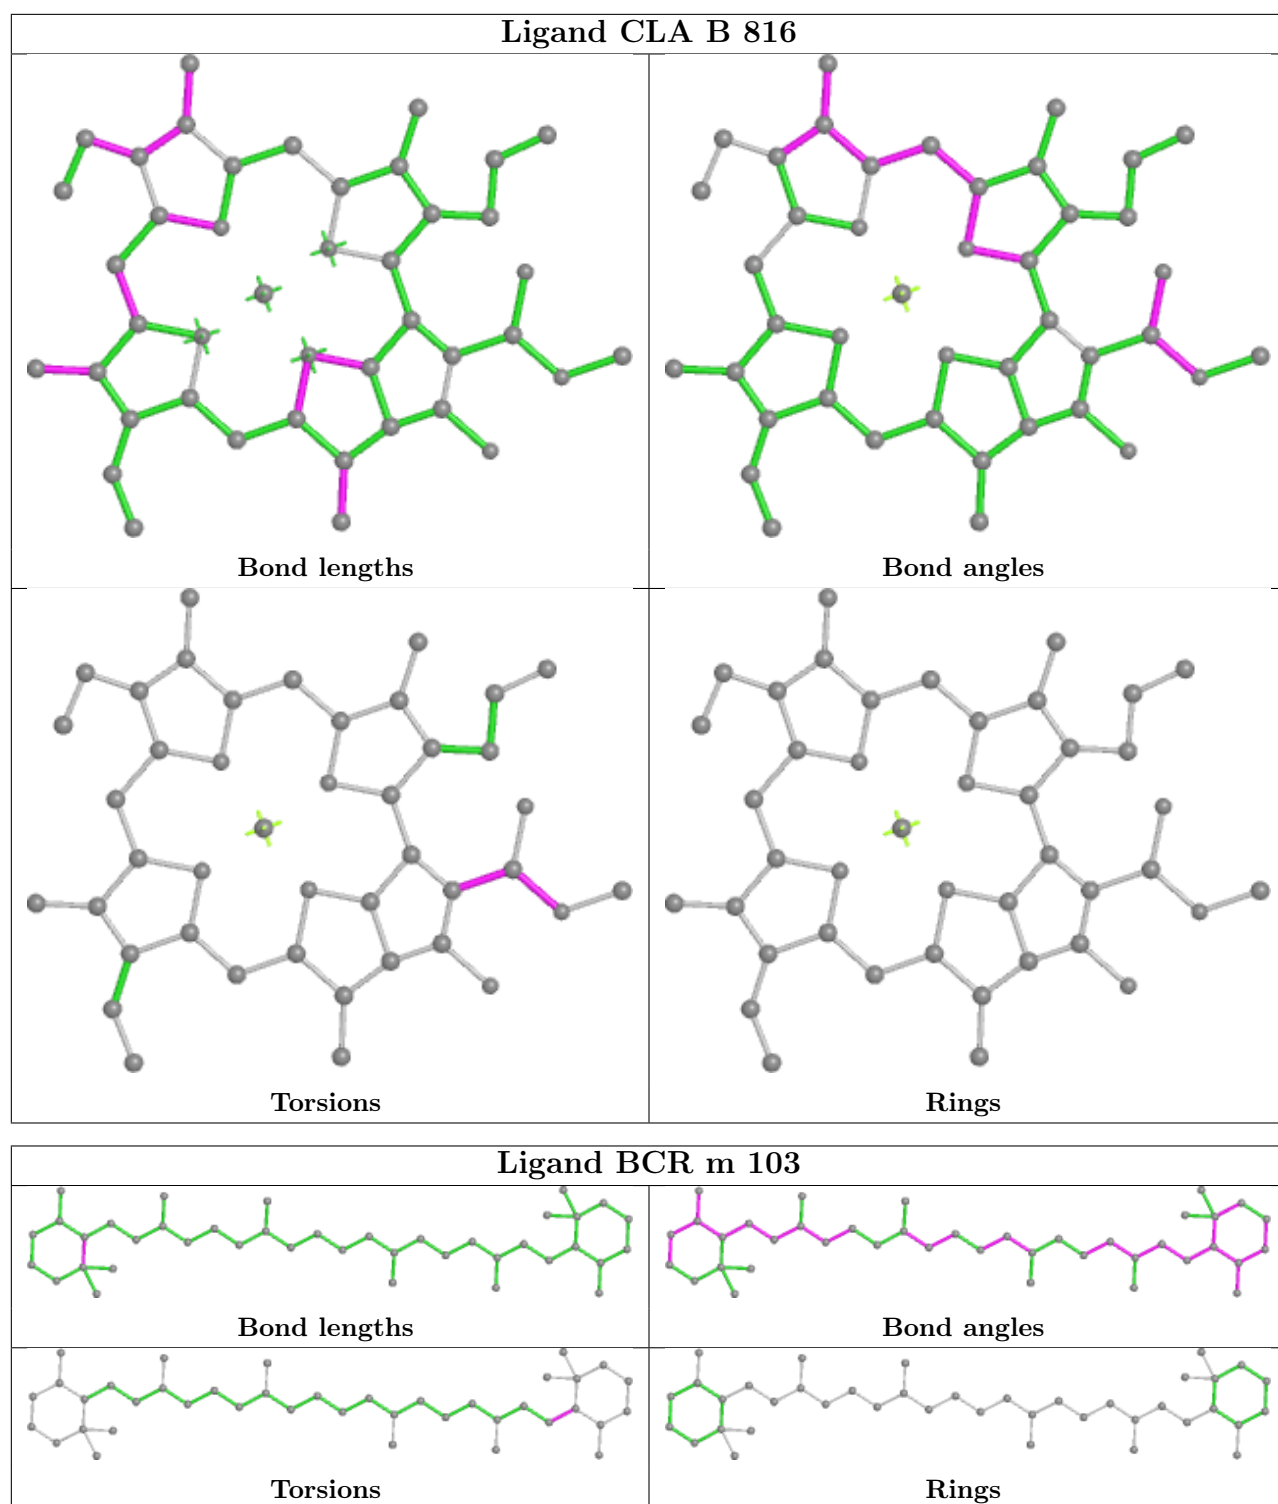 Ligand CLA B 816
Bond lengths
Bond angles
Torsions
Rings
Ligand BCR m 103
Bond lengths
Bond angles
Torsions
Rings